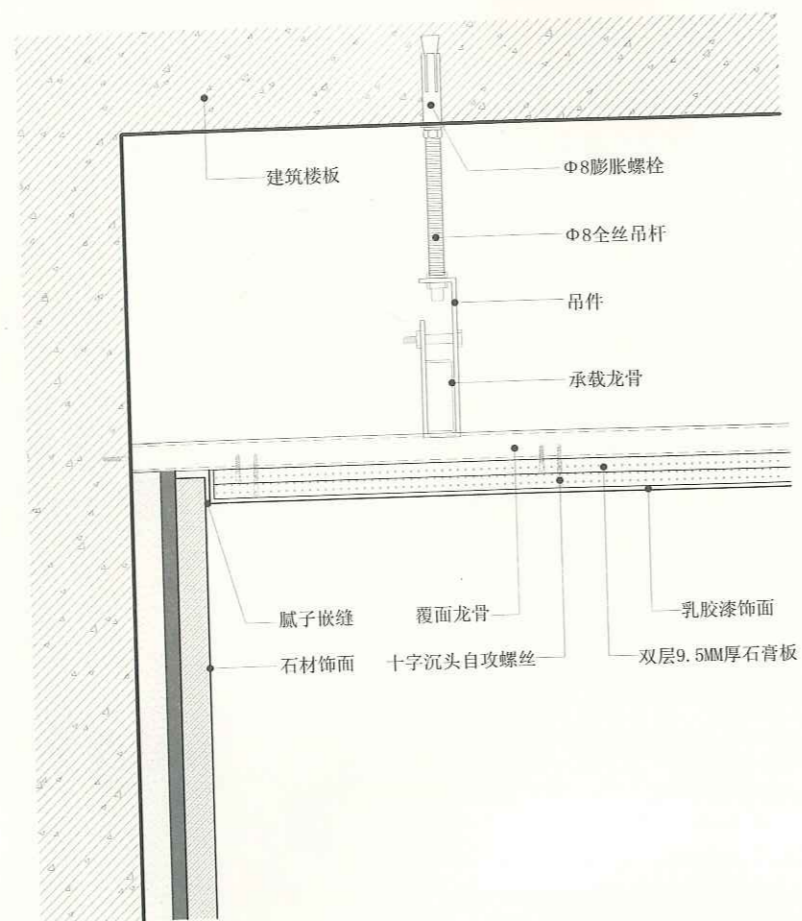 建筑楼板
Φ8膨胀螺栓
Φ8全丝吊杆
吊件
承载龙骨
腻子嵌缝
覆面龙骨
乳胶漆饰面
石材饰面
十字沉头自攻螺丝
双层9.5MM厚石膏板